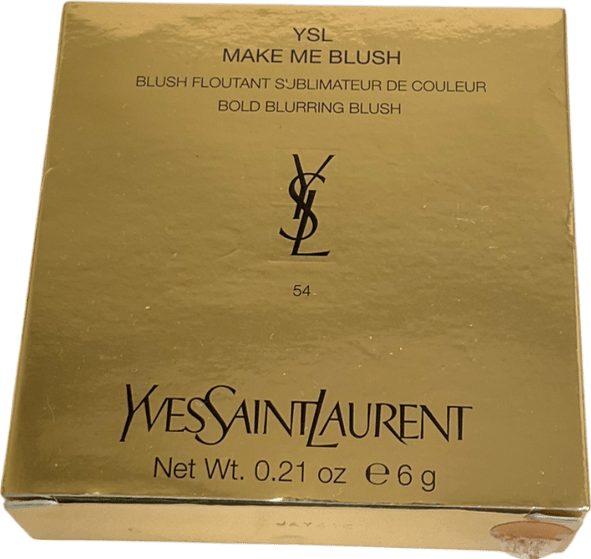 YSL
MAKE ME BLUSH
BLUSH FLOUTANT SUBLIMATEUR DE COULEUR
BOLD BLURRING BLUSH
YSL
54
YVESSAINTLAURENT
Net Wt. 0.21 oz ℮ 6 g